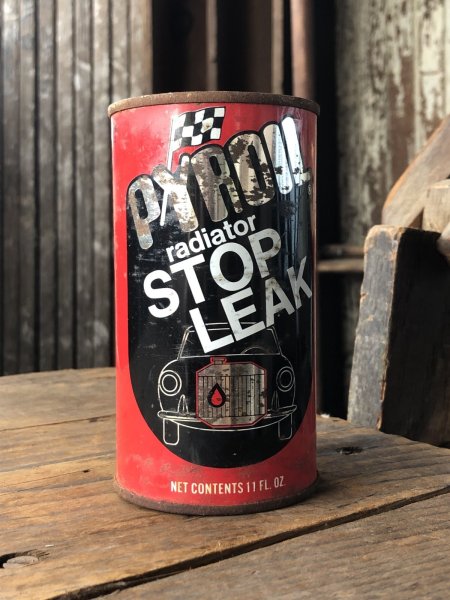 PYROIL®
radiator
STOP
LEAK
NET CONTENTS 11 FL. OZ.